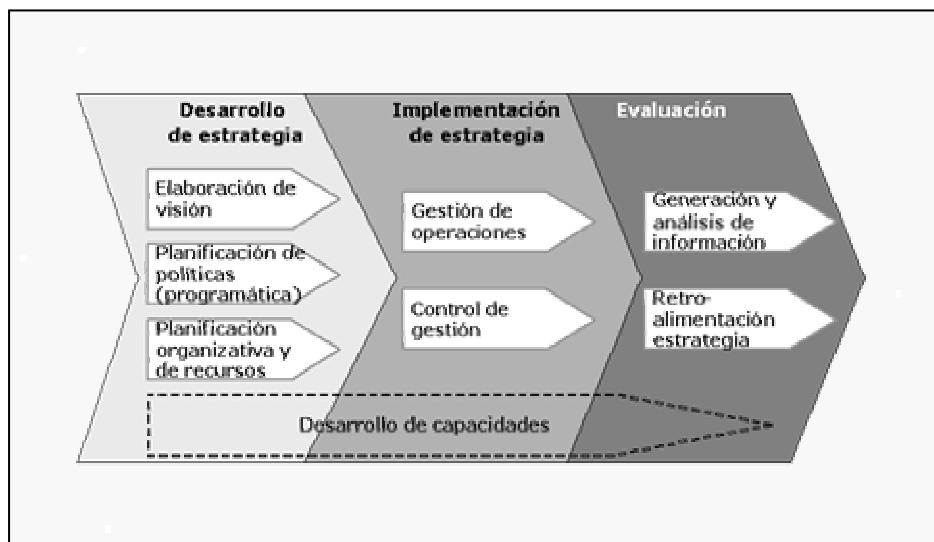 Desarrollo
de estrategia
Elaboración de
visión
Planificación de
políticas
(programática)
Planificación
organizativa y
de recursos
Implementación
de estrategia
Gestión de
operaciones
Control de
gestión
Evaluación
Generación y
análisis de
información
Retro-
alimentación
estrategia
Desarrollo de capacidades